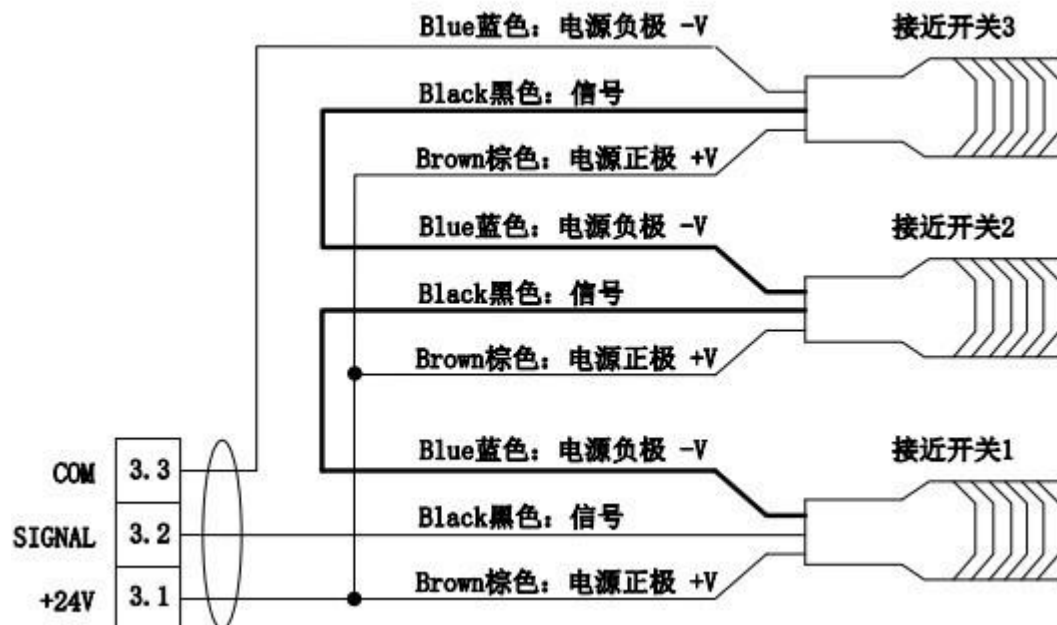 Blue蓝色：电源负极 -V
接近开关3
Black黑色：信号
Brown棕色：电源正极 +V
Blue蓝色：电源负极 -V
接近开关2
Black黑色：信号
Brown棕色：电源正极 +V
Blue蓝色：电源负极 -V
接近开关1
COM 3.3
Black黑色：信号
SIGNAL 3.2
Brown棕色：电源正极 +V
+24V 3.1